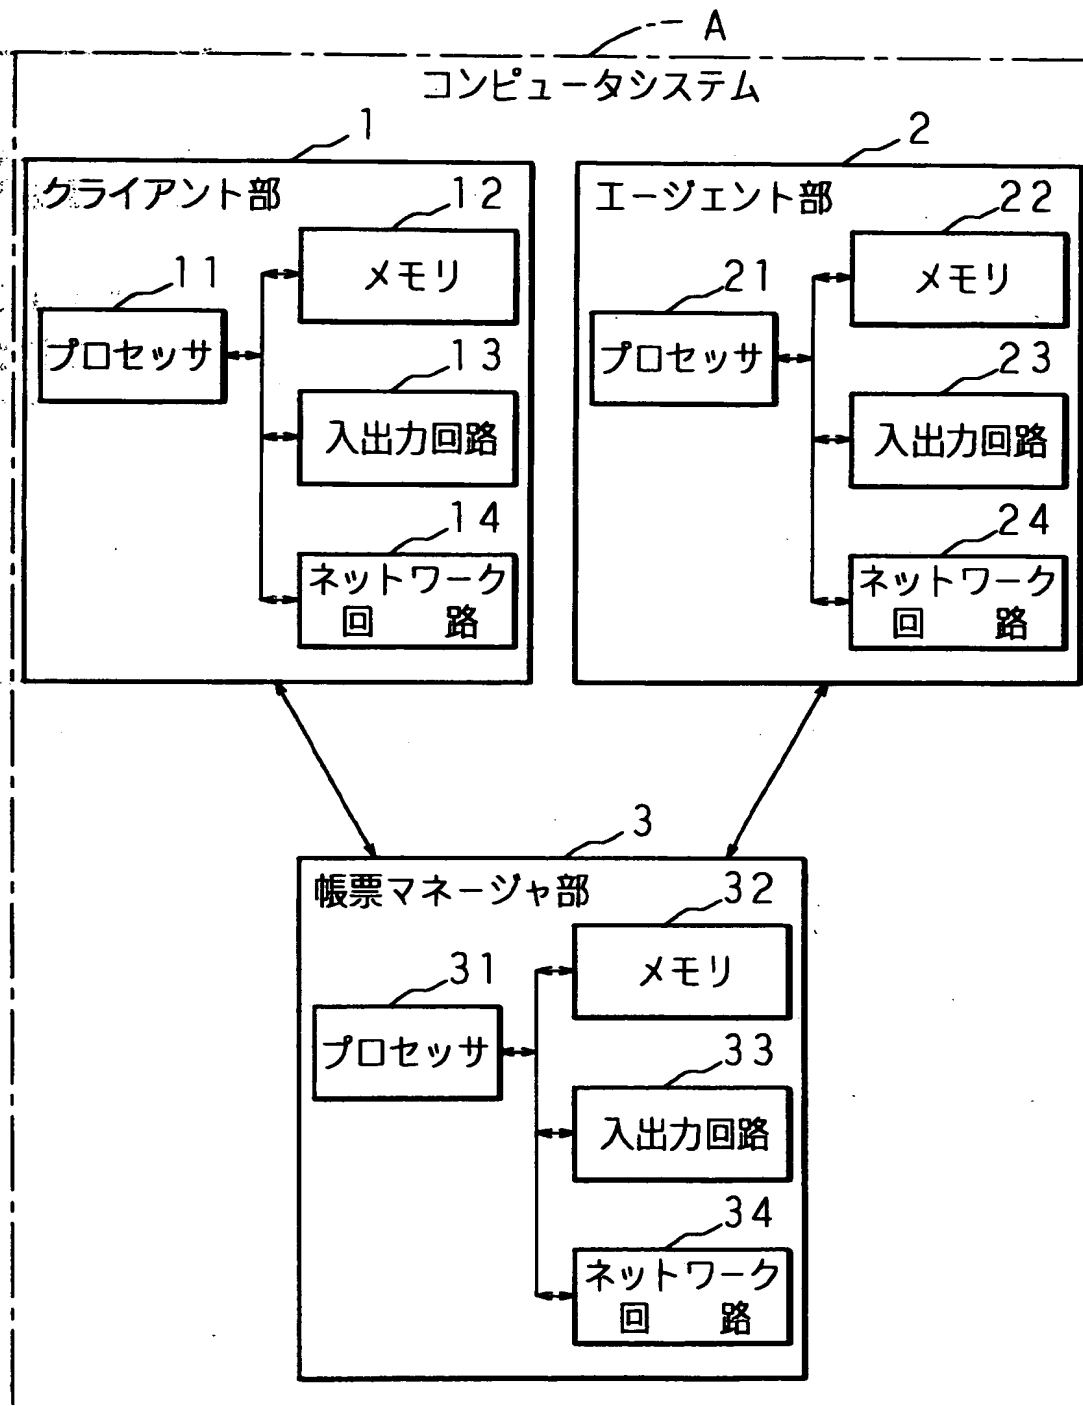 A
コンピュータシステム
1
クライアント部
12
メモリ
11
プロセッサ
13
入出力回路
14
ネットワーク
回 路
2
エージェント部
22
メモリ
21
プロセッサ
23
入出力回路
24
ネットワーク
回 路
3
帳票マネージャ部
32
メモリ
31
プロセッサ
33
入出力回路
34
ネットワーク
回 路